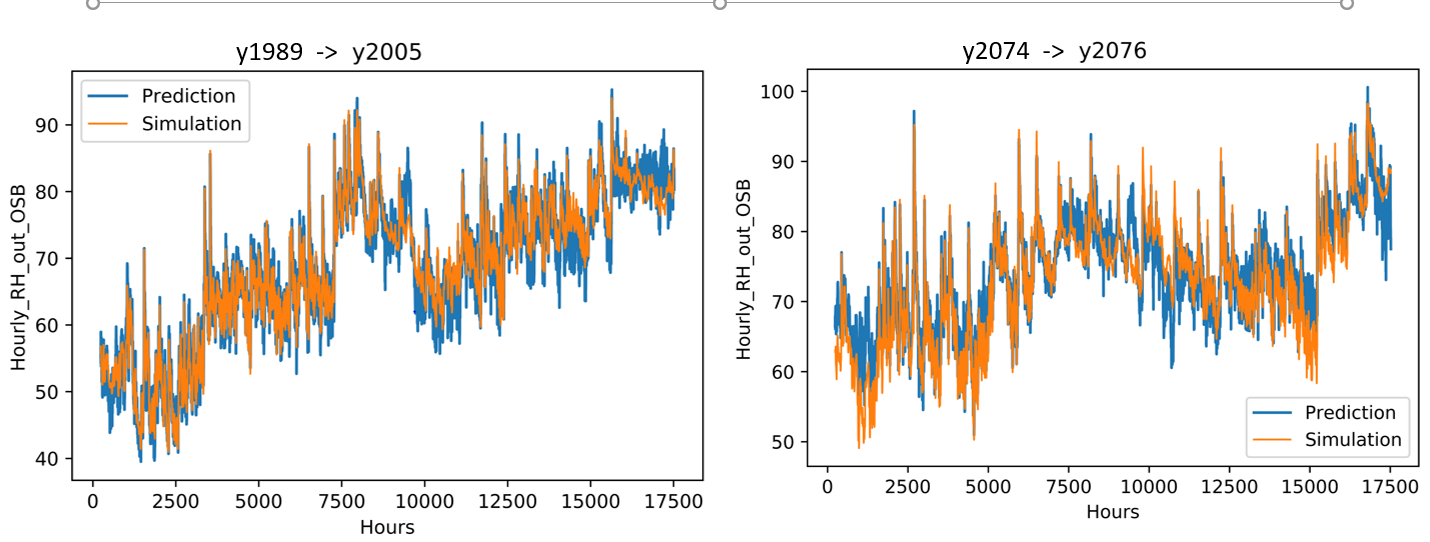 y1989 -> y2005
Prediction
Simulation
90
80
70
60
50
40
Hourly_RH_out_OSB
0 2500 5000 7500 10000 12500 15000 17500
Hours
y2074 -> y2076
100
90
80
70
60
50
Hourly_RH_out_OSB
Prediction
Simulation
0 2500 5000 7500 10000 12500 15000 17500
Hours